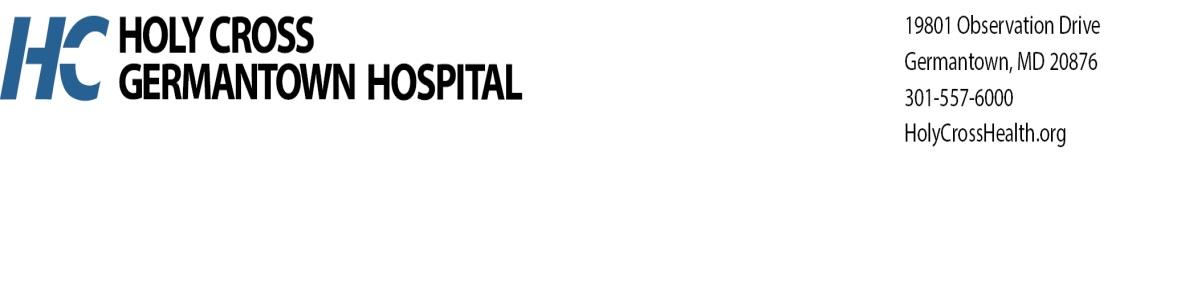 HC HOLY CROSS
GERMANTOWN HOSPITAL
19801 Observation Drive
Germantown, MD 20876
301-557-6000
HolyCrossHealth.org